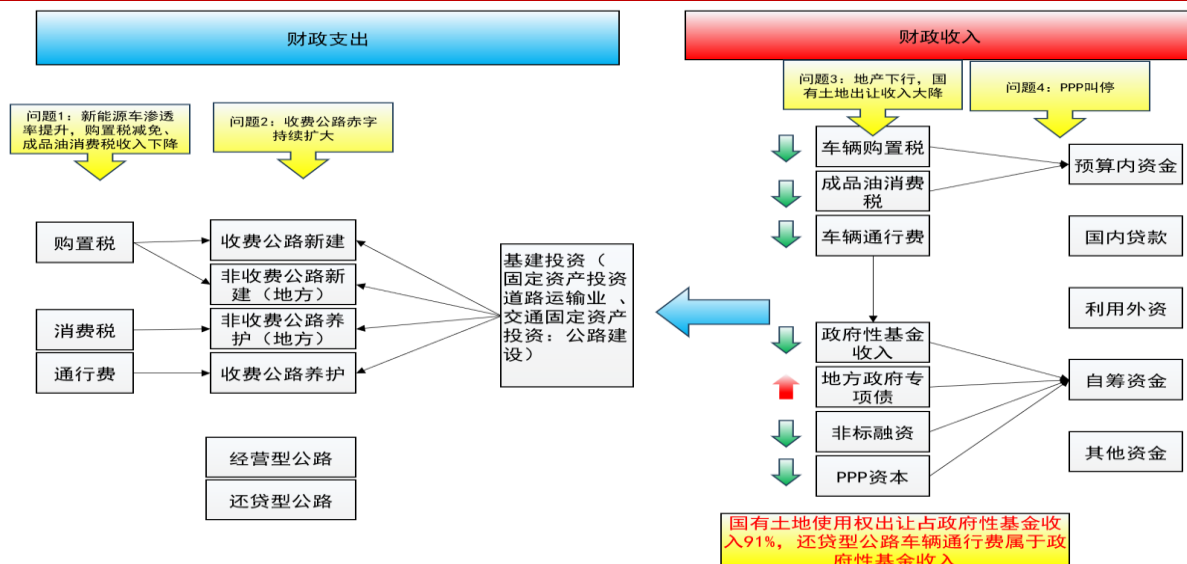 财政支出
财政收入
问题1：新能源车渗透
率提升，购置税减免、
成品油消费税收入下降
问题2：收费公路赤字
持续扩大
问题3：地产下行，国
有土地出让收入大降
问题4：PPP叫停
购置税
消费税
通行费
收费公路新建
非收费公路新
建（地方）
非收费公路养
护（地方）
收费公路养护
经营型公路
还贷型公路
基建投资（
固定资产投资
道路运输业 、
交通固定资产
投资：公路建
设）
车辆购置税
成品油消费
税
车辆通行费
政府性基金
收入
地方政府专
项债
非标融资
PPP资本
预算内资金
国内贷款
利用外资
自筹资金
其他资金
国有土地使用权出让占政府性基金收
入91%，还贷型公路车辆通行费属于政
府性基金收入